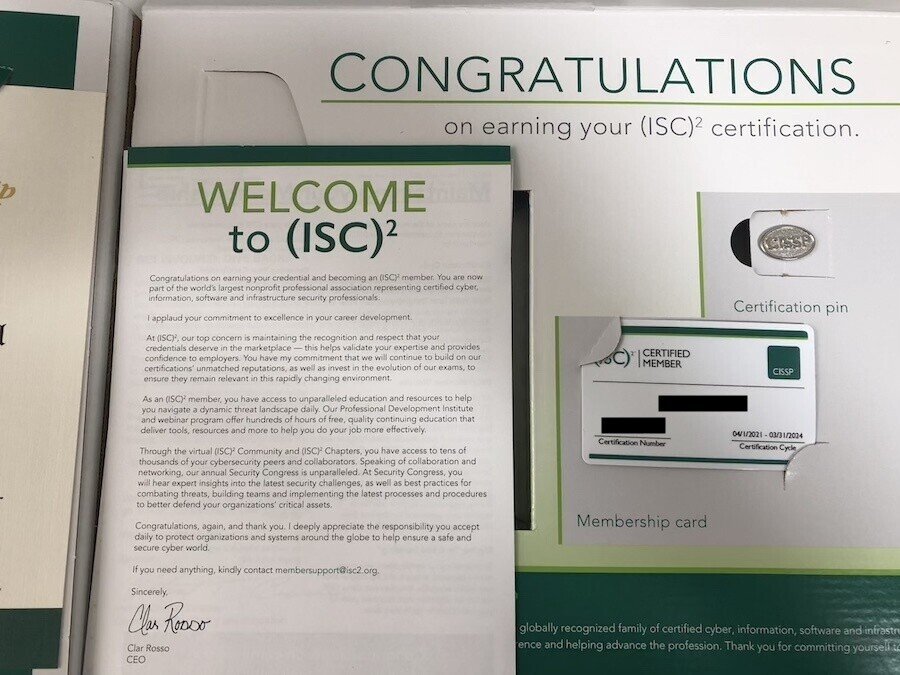 CONGRATULATIONS
on earning your (ISC)² certification.
WELCOME
to (ISC)²
Congratulations on earning your credential and becoming an (ISC)² member. You are now
part of the world's largest nonprofit professional association representing certified cyber,
information, software and infrastructure security professionals.
I applaud your commitment to excellence in your career development.
At (ISC)², our top concern is maintaining the recognition and respect that your
credentials deserve in the marketplace — this helps validate your expertise and provides
confidence to employers. You have my commitment that we will continue to build on our
certifications' unmatched reputations, as well as invest in the evolution of our exams, to
ensure they remain relevant in this rapidly changing environment.
As an (ISC)² member, you have access to unparalleled education and resources to help
you navigate a dynamic threat landscape daily. Our Professional Development Institute
and webinar program offer hundreds of hours of free, quality continuing education that
deliver tools, resources and more to help you do your job more effectively.
Through the virtual (ISC)² Community and (ISC)² Chapters, you have access to tens of
thousands of your cybersecurity peers and collaborators. Speaking of collaboration and
networking, our annual Security Congress is unparalleled. At Security Congress, you
will hear expert insights into the latest security challenges, as well as best practices for
combating threats, building teams and implementing the latest processes and procedures
to better defend your organizations' critical assets.
Congratulations, again, and thank you. I deeply appreciate the responsibility you accept
daily to protect organizations and systems around the globe to help ensure a safe and
secure cyber world.
If you need anything, kindly contact membersupport@isc2.org.
Sincerely,
Clar Rosso
Clar Rosso
CEO
CISSP
Certification pin
(ISC)²
CERTIFIED
MEMBER
CISSP
04/1/2021 - 03/31/2024
Certification Number
Certification Cycle
Membership card
globally recognized family of certified cyber, information, software and
and helping advance the profession. Thank you for committing yourself